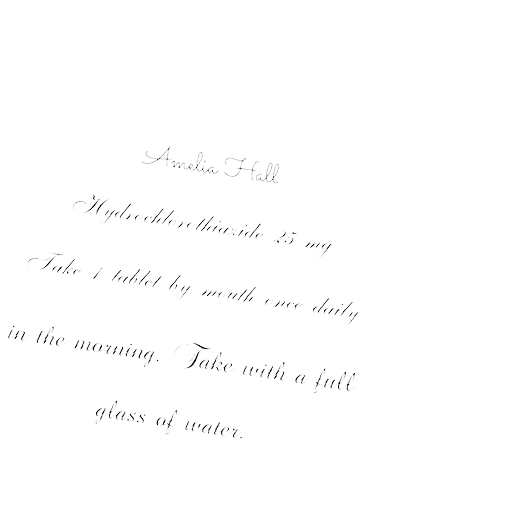 Amelia Hall
Hydrochlorothiazide 25 mg
Take 1 tablet by mouth once daily
in the morning. Take with a full
glass of water.